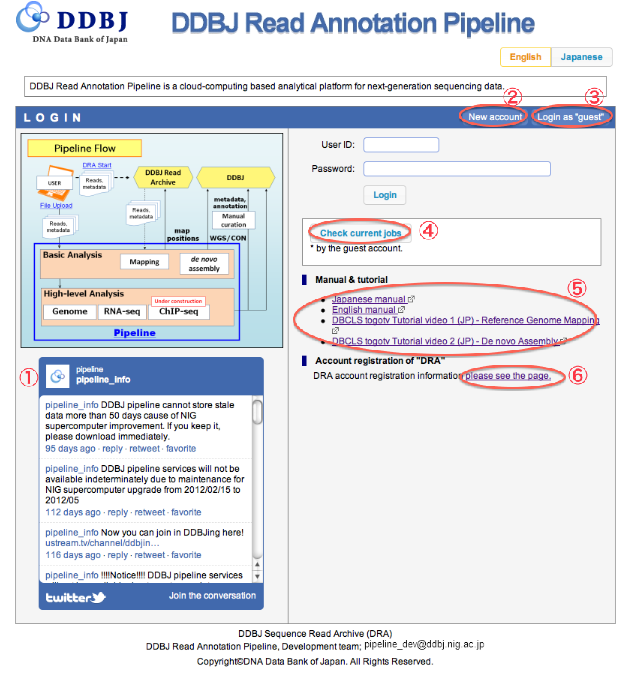 DDBJ
DNA Data Bank of Japan
DDBJ Read Annotation Pipeline
English
Japanese
DDBJ Read Annotation Pipeline is a cloud-computing based analytical platform for next-generation sequencing data.
LOGIN
② New account
③ Login as "guest"
Pipeline Flow
USER
DRA Start
Reads, metadata
File Upload
DDBJ Read Archive
DDBJ
Reads, metadata
Reads, metadata
map positions
metadata, annotation
Manual curation
WGS/CON
Basic Analysis
Mapping
de novo assembly
High-level Analysis
Under construction
Genome
RNA-seq
ChIP-seq
Pipeline
User ID:
Password:
Login
Check current jobs ④
* by the guest account.
Manual & tutorial
⑤
Japanese manual
English manual
DBCLS togotv Tutorial video 1 (JP) - Reference Genome Mapping
DBCLS togotv Tutorial video 2 (JP) - De novo Assembly
Account registration of "DRA"
DRA account registration information please see the page. ⑥
①
pipeline
pipeline_info
pipeline_info DDBJ pipeline cannot store stale
data more than 50 days cause of NIG
supercomputer improvement. If you keep it,
please download immediately.
95 days ago · reply · retweet · favorite
pipeline_info DDBJ pipeline services will not be
available indeterminately due to maintenance for
NIG supercomputer upgrade from 2012/02/15 to
2012/05
112 days ago · reply · retweet · favorite
pipeline_info Now you can join in DDBJing here!
ustream.tv/channel/ddbjin…
116 days ago · reply · retweet · favorite
pipeline_info !!!!Notice!!!! DDBJ pipeline services
twitter
Join the conversation
DDBJ Sequence Read Archive (DRA)
DDBJ Read Annotation Pipeline, Development team; pipeline_dev@ddbj.nig.ac.jp
Copyright©DNA Data Bank of Japan. All Rights Reserved.